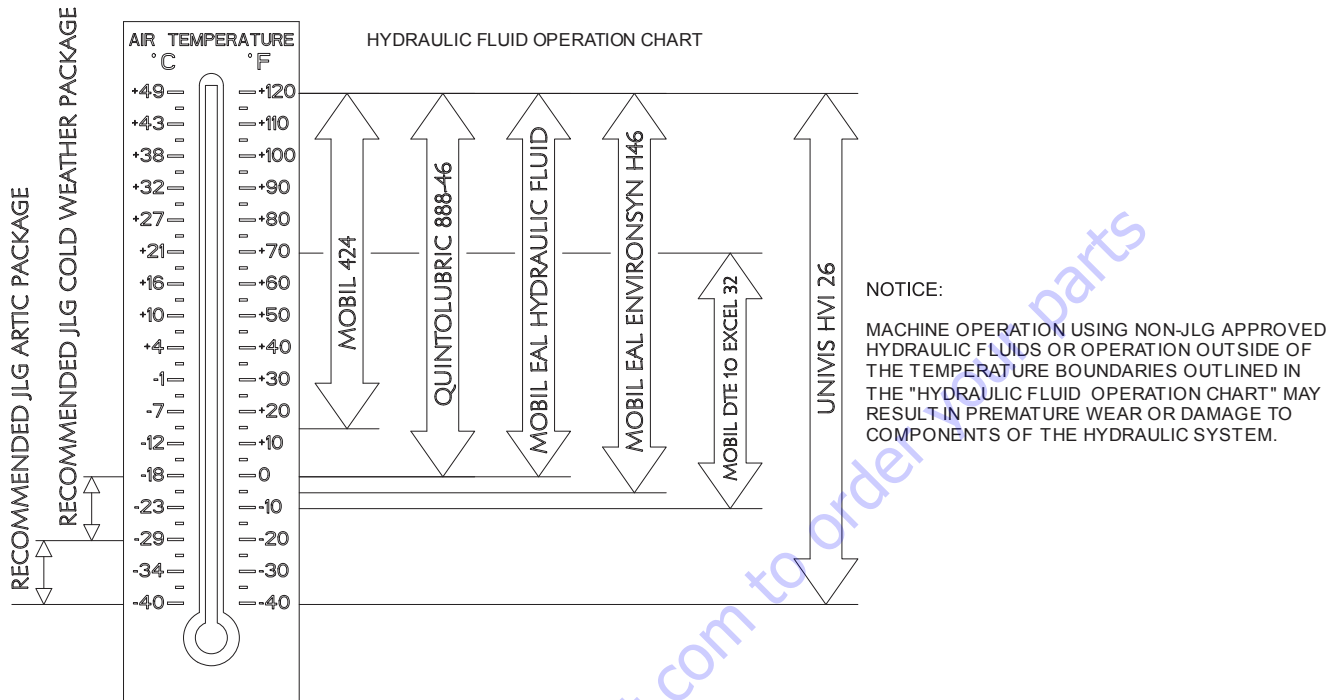 RECOMMENDED JLG ARTIC PACKAGE
RECOMMENDED JLG COLD WEATHER PACKAGE
AIR TEMPERATURE
°C °F
+49 +120
+43 +110
+38 +100
+32 +90
+27 +80
+21 +70
+16 +60
+10 +50
+4 +40
-1 +30
-7 +20
-12 +10
-18 0
-23 -10
-29 -20
-34 -30
-40 -40
HYDRAULIC FLUID OPERATION CHART
MOBIL 424
QUINTOLUBRIC 888-46
MOBIL EAL HYDRAULIC FLUID
MOBIL EAL ENVIRONSYN H46
MOBIL DTE 10 EXCEL 32
UNIVIS HVI 26
NOTICE:
MACHINE OPERATION USING NON-JLG APPROVED
HYDRAULIC FLUIDS OR OPERATION OUTSIDE OF
THE TEMPERATURE BOUNDARIES OUTLINED IN
THE "HYDRAULIC FLUID OPERATION CHART" MAY
RESULT IN PREMATURE WEAR OR DAMAGE TO
COMPONENTS OF THE HYDRAULIC SYSTEM.
.com to order your parts